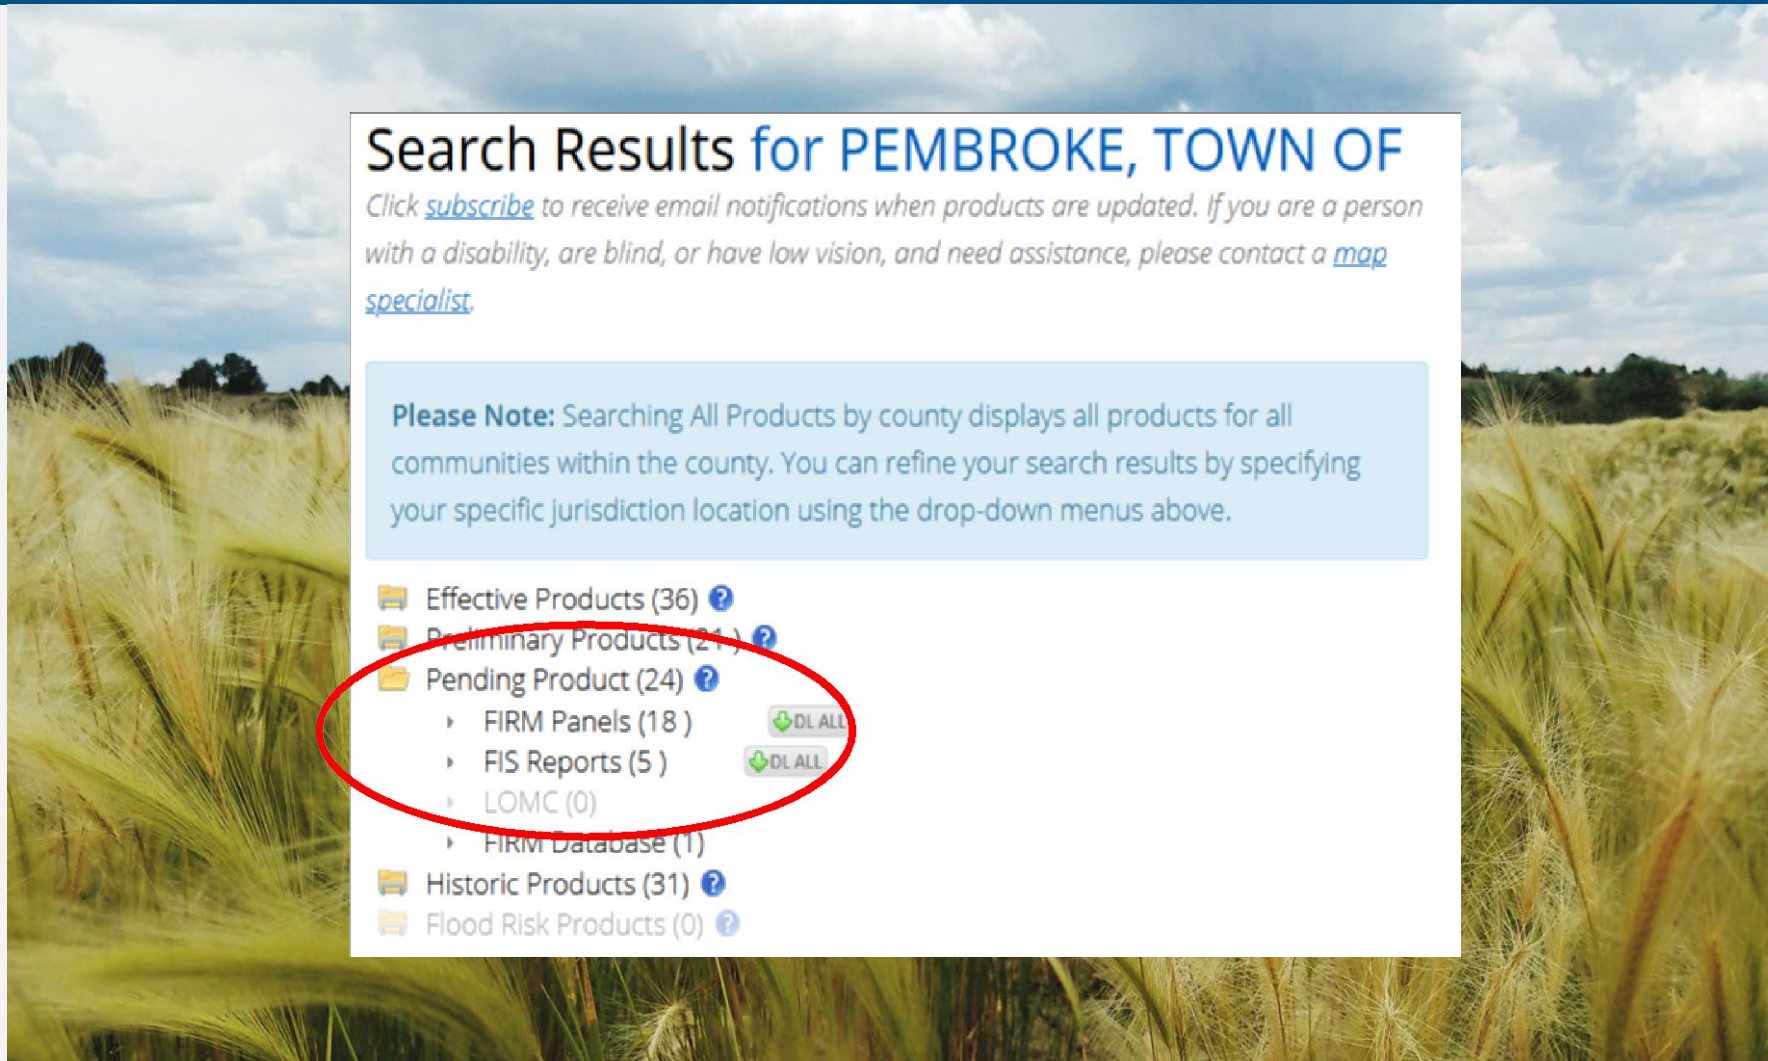 Search Results for PEMBROKE, TOWN OF
Click subscribe to receive email notifications when products are updated. If you are a person
with a disability, are blind, or have low vision, and need assistance, please contact a map
specialist.
Please Note: Searching All Products by county displays all products for all
communities within the county. You can refine your search results by specifying
your specific jurisdiction location using the drop-down menus above.
Effective Products (36) ?
Preliminary Products (21 ) ?
Pending Product (24) ?
FIRM Panels (18 ) DL ALL
FIS Reports (5 ) DL ALL
LOMC (0)
FIRM Database (1)
Historic Products (31) ?
Flood Risk Products (0) ?